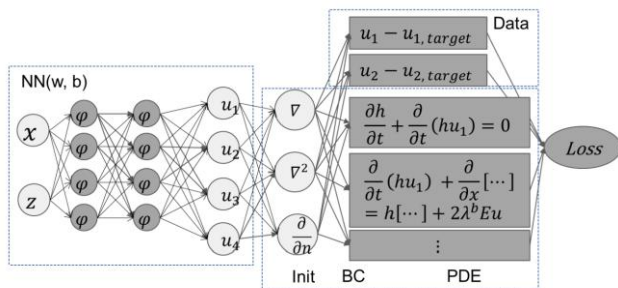 Data
u₁ − u₁, target
u₂ − u₂, target
NN(w, b)
x
z
φ φ
φ φ
φ φ
φ φ
u₁
u₂
u₃
u₄
∇
∇²
∂/∂n
∂h/∂t + ∂/∂t (hu₁) = 0
∂/∂t (hu₁) + ∂/∂x [⋯]
= h[⋯] + 2λᵇEu
⋮
Loss
Init BC PDE